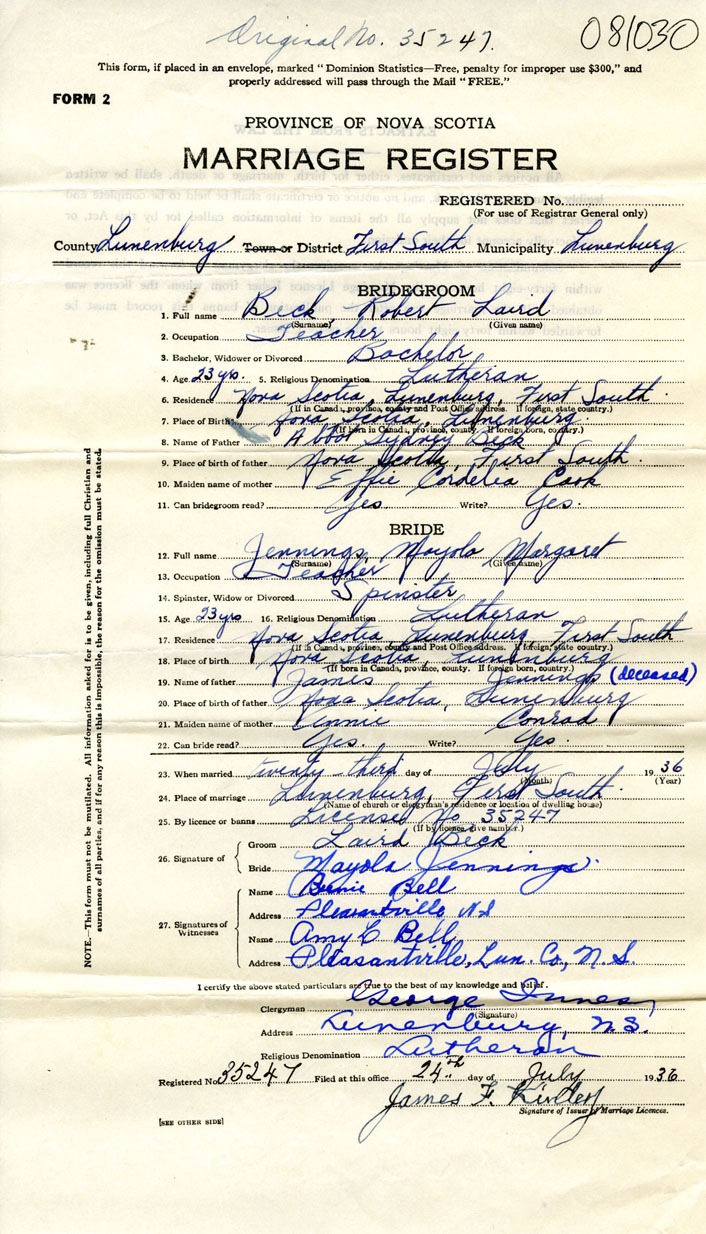 Original No. 35247.
081030
This form, if placed in an envelope, marked "Dominion Statistics—Free, penalty for improper use $300," and
properly addressed will pass through the Mail "FREE."
FORM 2
PROVINCE OF NOVA SCOTIA
MARRIAGE REGISTER
REGISTERED No.
(For use of Registrar General only)
County Lunenburg Town or District First South Municipality Lunenburg
BRIDEGROOM
1. Full name Beck Robert Laird
(Surname) (Given name)
2. Occupation Teacher
3. Bachelor, Widower or Divorced Bachelor
4. Age 23 yrs. 5. Religious Denomination Lutheran
6. Residence Nova Scotia, Lunenburg, First South.
(If in Canada, province, county and Post Office address. If foreign, state country.)
7. Place of Birth Nova Scotia, Lunenburg.
(If born in Canada, province, county. If foreign born, country.)
8. Name of Father Abbot Sydney Beck
9. Place of birth of father Nova Scotia, First South.
10. Maiden name of mother Effie Cordelia Cook
11. Can bridegroom read? Yes Write? Yes.
BRIDE
12. Full name Jennings, Mayola Margaret
(Surname) (Given name)
13. Occupation Teacher
14. Spinster, Widow or Divorced Spinster
15. Age 23 yrs 16. Religious Denomination Lutheran
17. Residence Nova Scotia, Lunenburg, First South
(If in Canada, province, county and Post Office address. If foreign, state country.)
18. Place of birth Nova Scotia Lunenburg
(If born in Canada, province, county. If foreign born, country.)
19. Name of father James Jennings (deceased)
20. Place of birth of father Nova Scotia, Lunenburg
21. Maiden name of mother Annie Conrad
22. Can bride read? Yes. Write? Yes.
23. When married twenty-third day of July 1936
(Month) (Year)
24. Place of marriage Lunenburg, First South
(Name of church or clergyman's residence or location of dwelling house)
25. By licence or banns License No 35247
(If by licence, give number.)
26. Signature of
Groom Laird Beck
Bride Mayola Jennings.
27. Signatures of Witnesses
Name Bernie Bell
Address Pleasantville NS
Name Amy C Bell
Address Pleasantville, Lun. Co, N.S.
I certify the above stated particulars are true to the best of my knowledge and belief.
Clergyman George Innes,
(Signature)
Address Lunenburg, N.S.
Religious Denomination Lutheran
Registered No. 35247 Filed at this office 24th day of July 1936
James F. Kinley
Signature of Issuer of Marriage Licences.
[SEE OTHER SIDE]
NOTE.—This form must not be mutilated. All information asked for is to be given, including full Christian and
surnames of all parties, and if for any reason this is impossible, the reason for the omission must be stated.